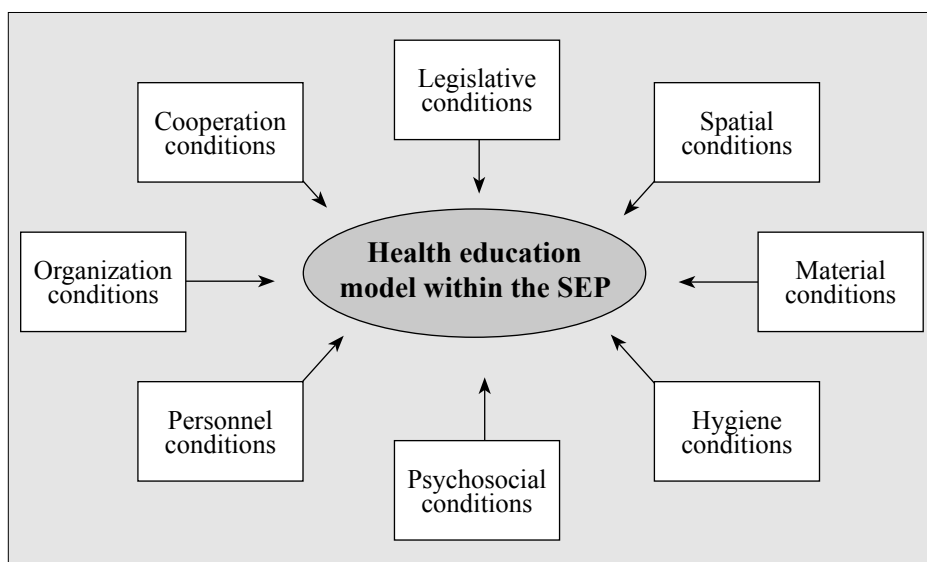 Legislative
conditions
Cooperation
conditions
Spatial
conditions
Organization
conditions
Health education
model within the SEP
Material
conditions
Personnel
conditions
Hygiene
conditions
Psychosocial
conditions